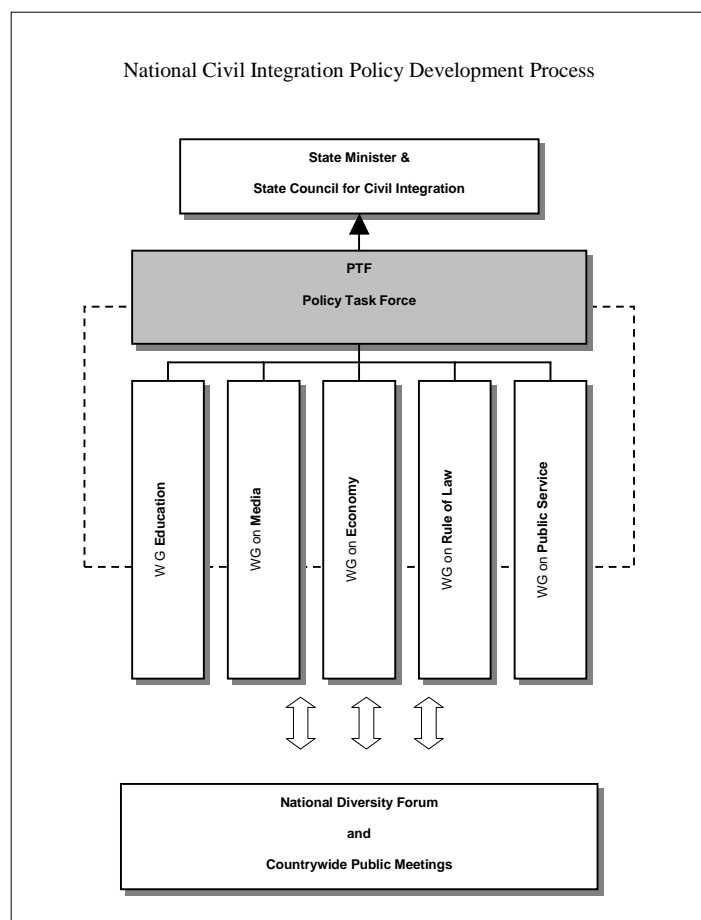 National Civil Integration Policy Development Process
State Minister &
State Council for Civil Integration
PTF
Policy Task Force
W G Education
WG on Media
WG on Economy
WG on Rule of Law
WG on Public Service
National Diversity Forum
and
Countrywide Public Meetings